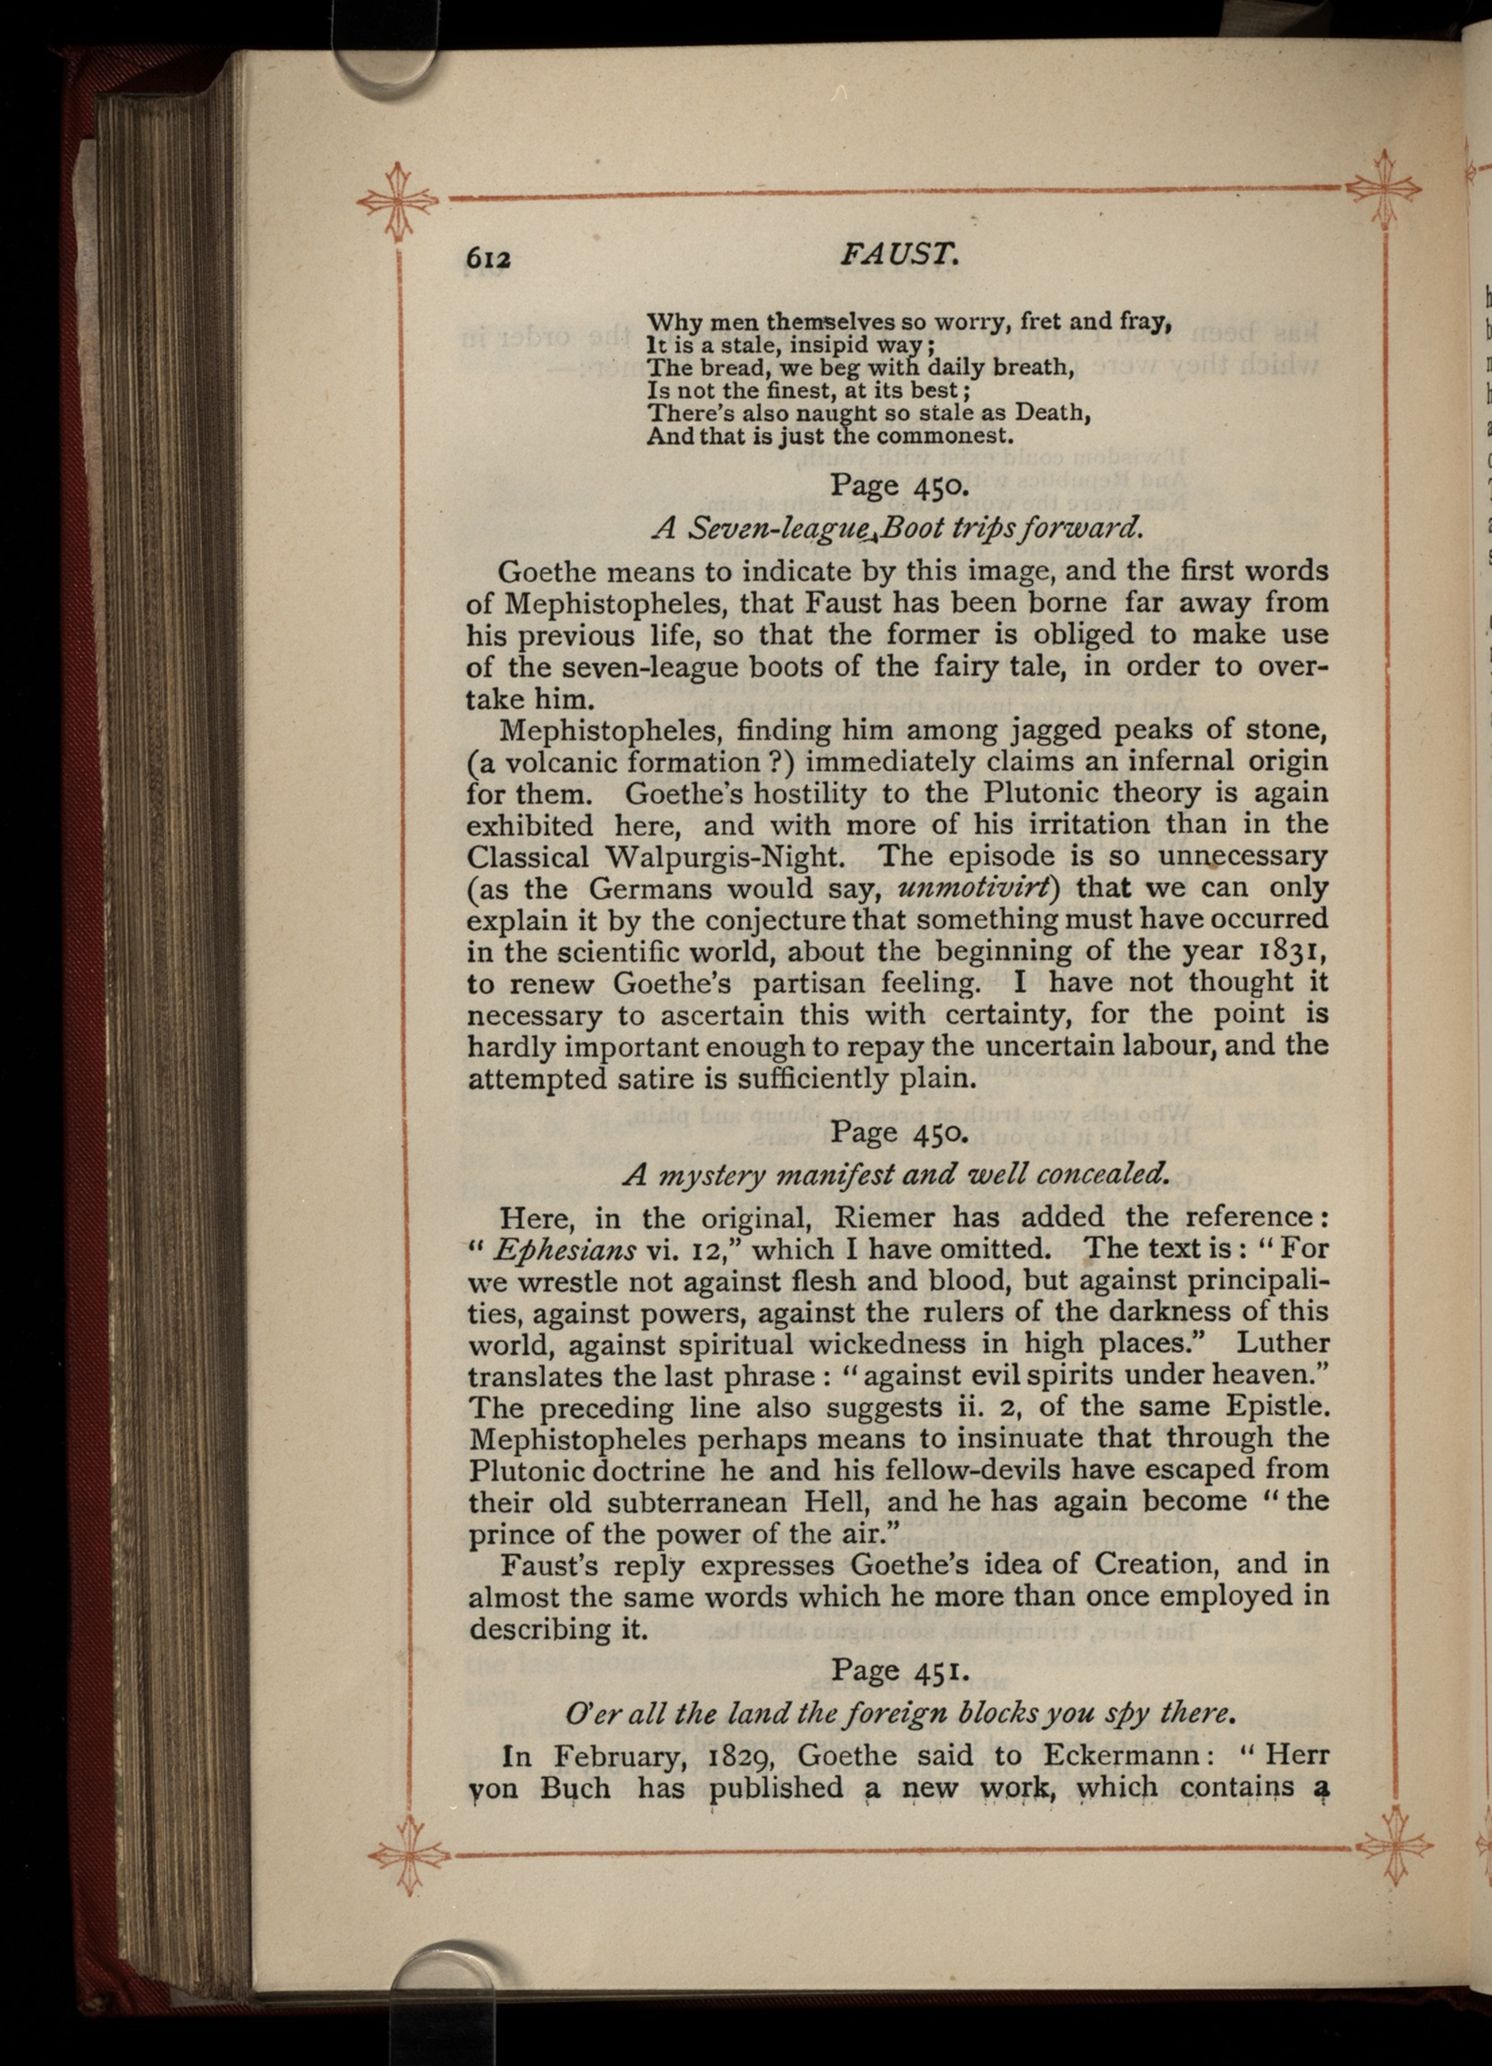 612
FAUST.
Why men themselves so worry, fret and fray,
It is a stale, insipid way;
The bread, we beg with daily breath,
Is not the finest, at its best;
There's also naught so stale as Death,
And that is just the commonest.
Page 450.
A Seven-league Boot trips forward.
Goethe means to indicate by this image, and the first words
of Mephistopheles, that Faust has been borne far away from
his previous life, so that the former is obliged to make use
of the seven-league boots of the fairy tale, in order to over-
take him.
Mephistopheles, finding him among jagged peaks of stone,
(a volcanic formation ?) immediately claims an infernal origin
for them. Goethe's hostility to the Plutonic theory is again
exhibited here, and with more of his irritation than in the
Classical Walpurgis-Night. The episode is so unnecessary
(as the Germans would say, unmotivirt) that we can only
explain it by the conjecture that something must have occurred
in the scientific world, about the beginning of the year 1831,
to renew Goethe's partisan feeling. I have not thought it
necessary to ascertain this with certainty, for the point is
hardly important enough to repay the uncertain labour, and the
attempted satire is sufficiently plain.
Page 450.
A mystery manifest and well concealed.
Here, in the original, Riemer has added the reference:
“ Ephesians vi. 12,” which I have omitted. The text is : “ For
we wrestle not against flesh and blood, but against principali-
ties, against powers, against the rulers of the darkness of this
world, against spiritual wickedness in high places.” Luther
translates the last phrase : “ against evil spirits under heaven.”
The preceding line also suggests ii. 2, of the same Epistle.
Mephistopheles perhaps means to insinuate that through the
Plutonic doctrine he and his fellow-devils have escaped from
their old subterranean Hell, and he has again become “ the
prince of the power of the air.”
Faust's reply expresses Goethe's idea of Creation, and in
almost the same words which he more than once employed in
describing it.
Page 451.
O'er all the land the foreign blocks you spy there.
In February, 1829, Goethe said to Eckermann: “ Herr
von Buch has published a new work, which contains a